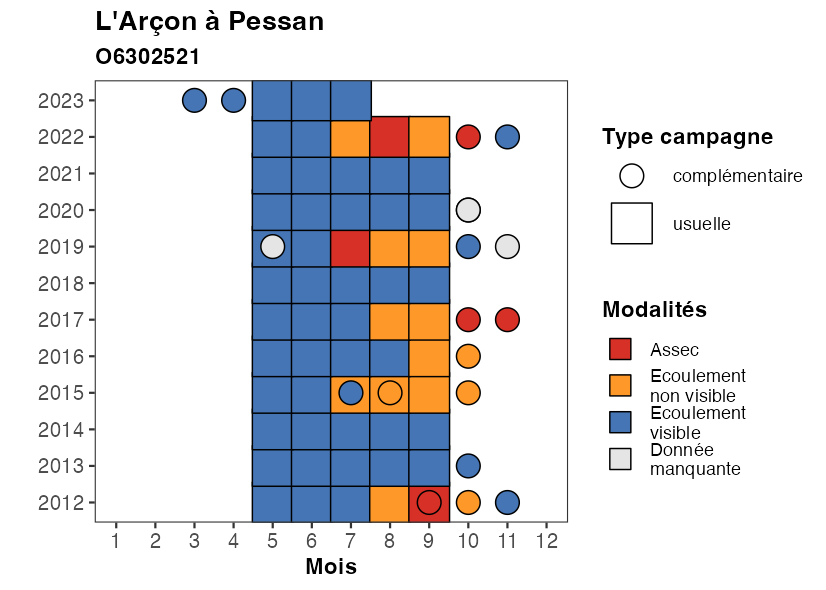 L'Arçon à Pessan
O6302521
2023
2022
2021
2020
2019
2018
2017
2016
2015
2014
2013
2012
1 2 3 4 5 6 7 8 9 10 11 12
Mois
Type campagne
complémentaire
usuelle
Modalités
Assec
Ecoulement
non visible
Ecoulement
visible
Donnée
manquante